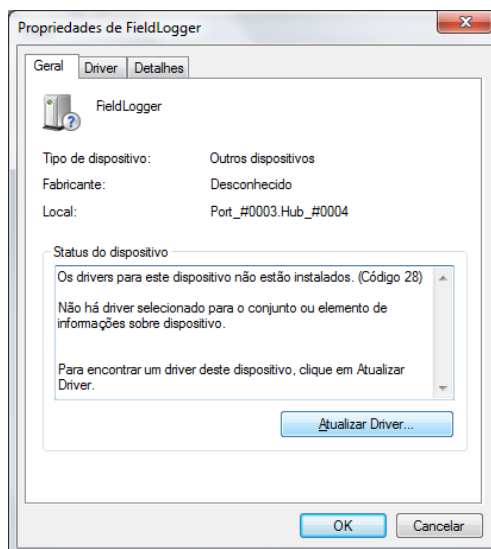 Propriedades de FieldLogger
Geral Driver Detalhes
FieldLogger
Tipo de dispositivo: Outros dispositivos
Fabricante: Desconhecido
Local: Port_#0003.Hub_#0004
Status do dispositivo
Os drivers para este dispositivo não estão instalados. (Código 28)
Não há driver selecionado para o conjunto ou elemento de
informações sobre dispositivo.
Para encontrar um driver deste dispositivo, clique em Atualizar
Driver.
Atualizar Driver...
OK Cancelar